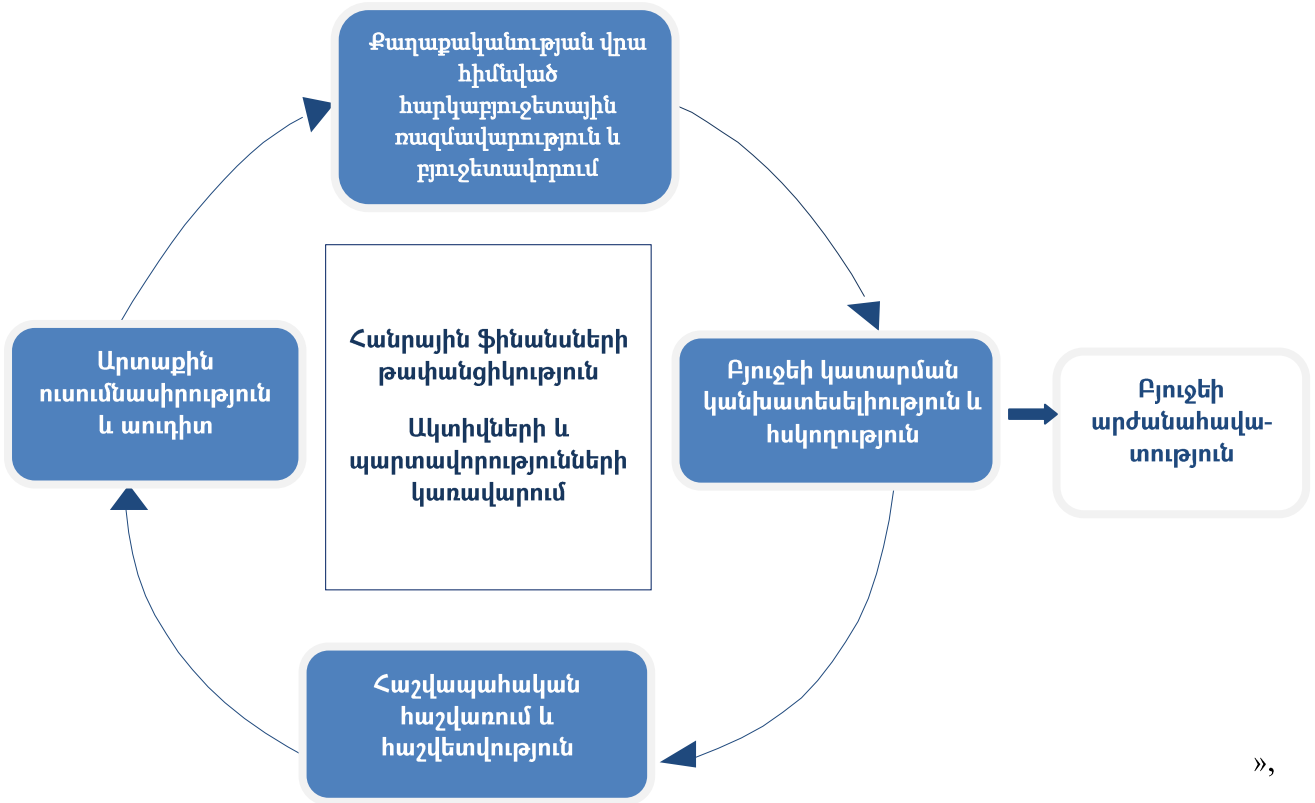 Քաղաքականության վրա
հիմնված
հարկաբյուջետային
ռազմավարություն և
բյուջետավորում
Հանրային ֆինանսների
թափանցիկություն
Ակտիվների և
պարտավորությունների
կառավարում
Արտաքին
ուսումնասիրություն
և աուդիտ
Բյուջեի կատարման
կանխատեսելիություն և
հսկողություն
Բյուջեի
արժանահավա-
տություն
Հաշվապահական
հաշվառում և
հաշվետվություն
»,